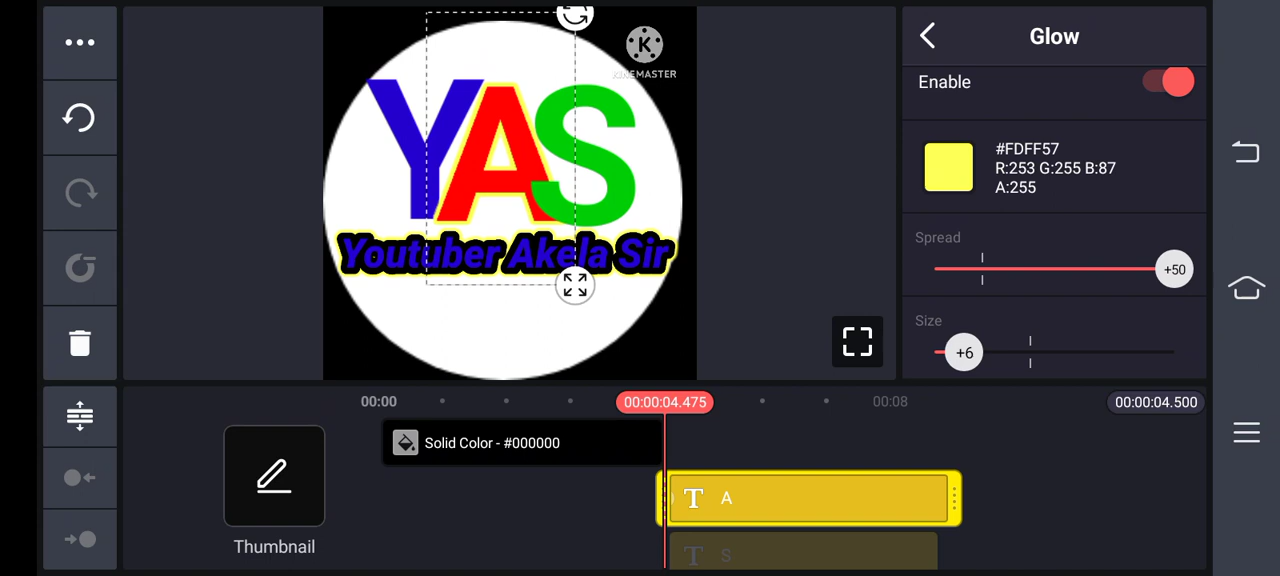 Glow
Enable
#FDFF57
R:253 G:255 B:87
A:255
Spread
+50
Size
+6
K
KINEMASTER
YAS
Youtuber Akela Sir
00:00
00:00:04.475
00:08
00:00:04.500
Solid Color - #000000
T A
T S
Thumbnail